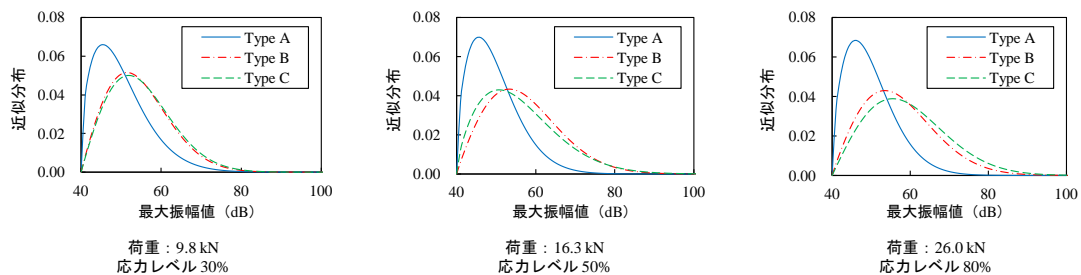 0.08
0.06
0.04
0.02
0.00
近似分布
Type A
Type B
Type C
40
60
80
100
最大振幅値（dB）
荷重：9.8 kN
応力レベル 30%
0.08
0.06
0.04
0.02
0.00
近似分布
Type A
Type B
Type C
40
60
80
100
最大振幅値（dB）
荷重：16.3 kN
応力レベル 50%
0.08
0.06
0.04
0.02
0.00
近似分布
Type A
Type B
Type C
40
60
80
100
最大振幅値（dB）
荷重：26.0 kN
応力レベル 80%